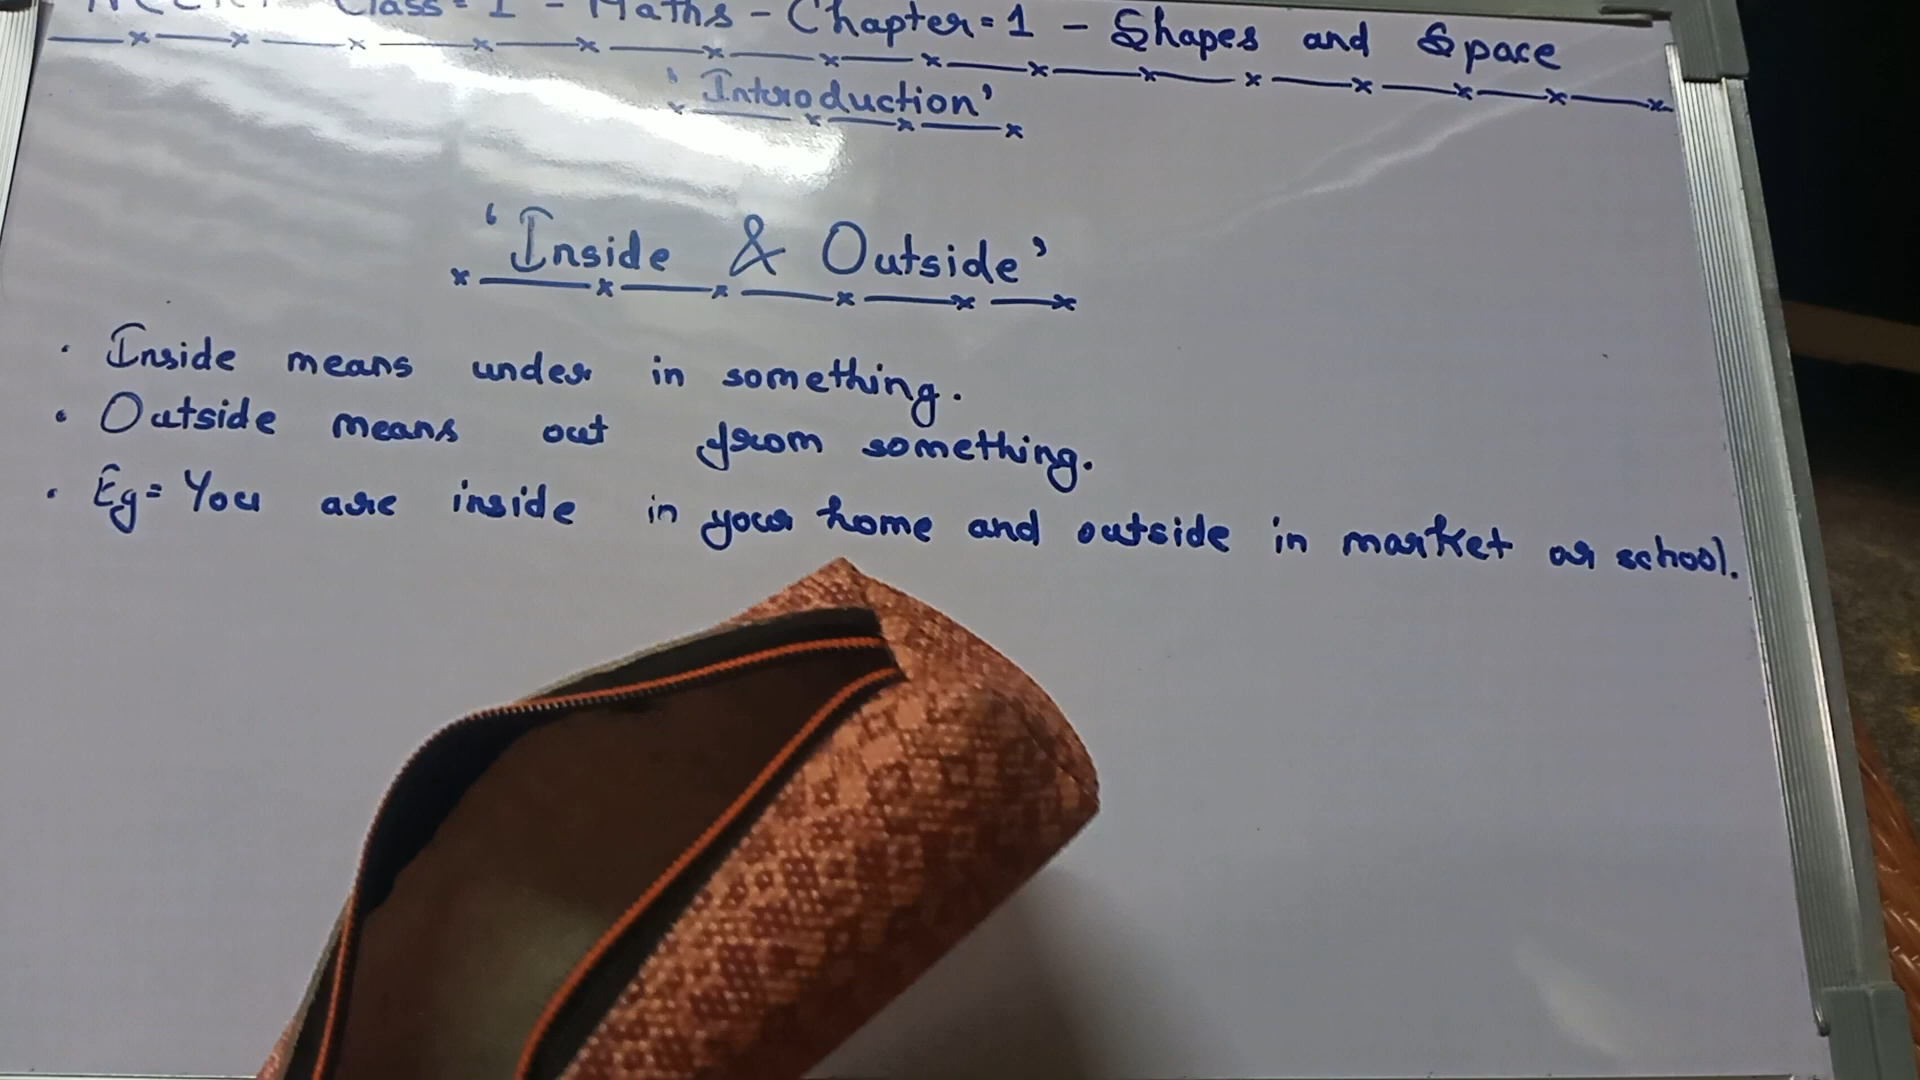 Class = 1 - Maths - Chapter = 1 - Shapes and Space
'Introduction'
'Inside & Outside'
• Inside means under in something.
• Outside means out from something.
• Eg = You are inside in your home and outside in market or school.